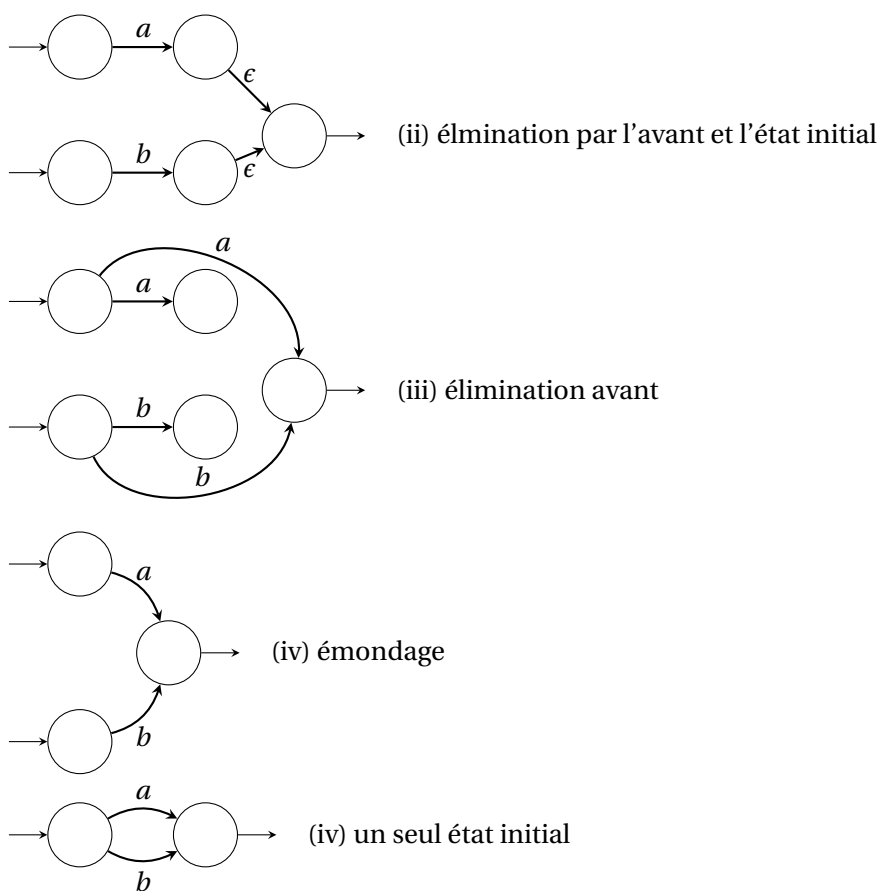 a
ϵ
b
ϵ
(ii) élmination par l'avant et l'état initial
a
a
b
b
(iii) élimination avant
a
b
(iv) émondage
a
b
(iv) un seul état initial